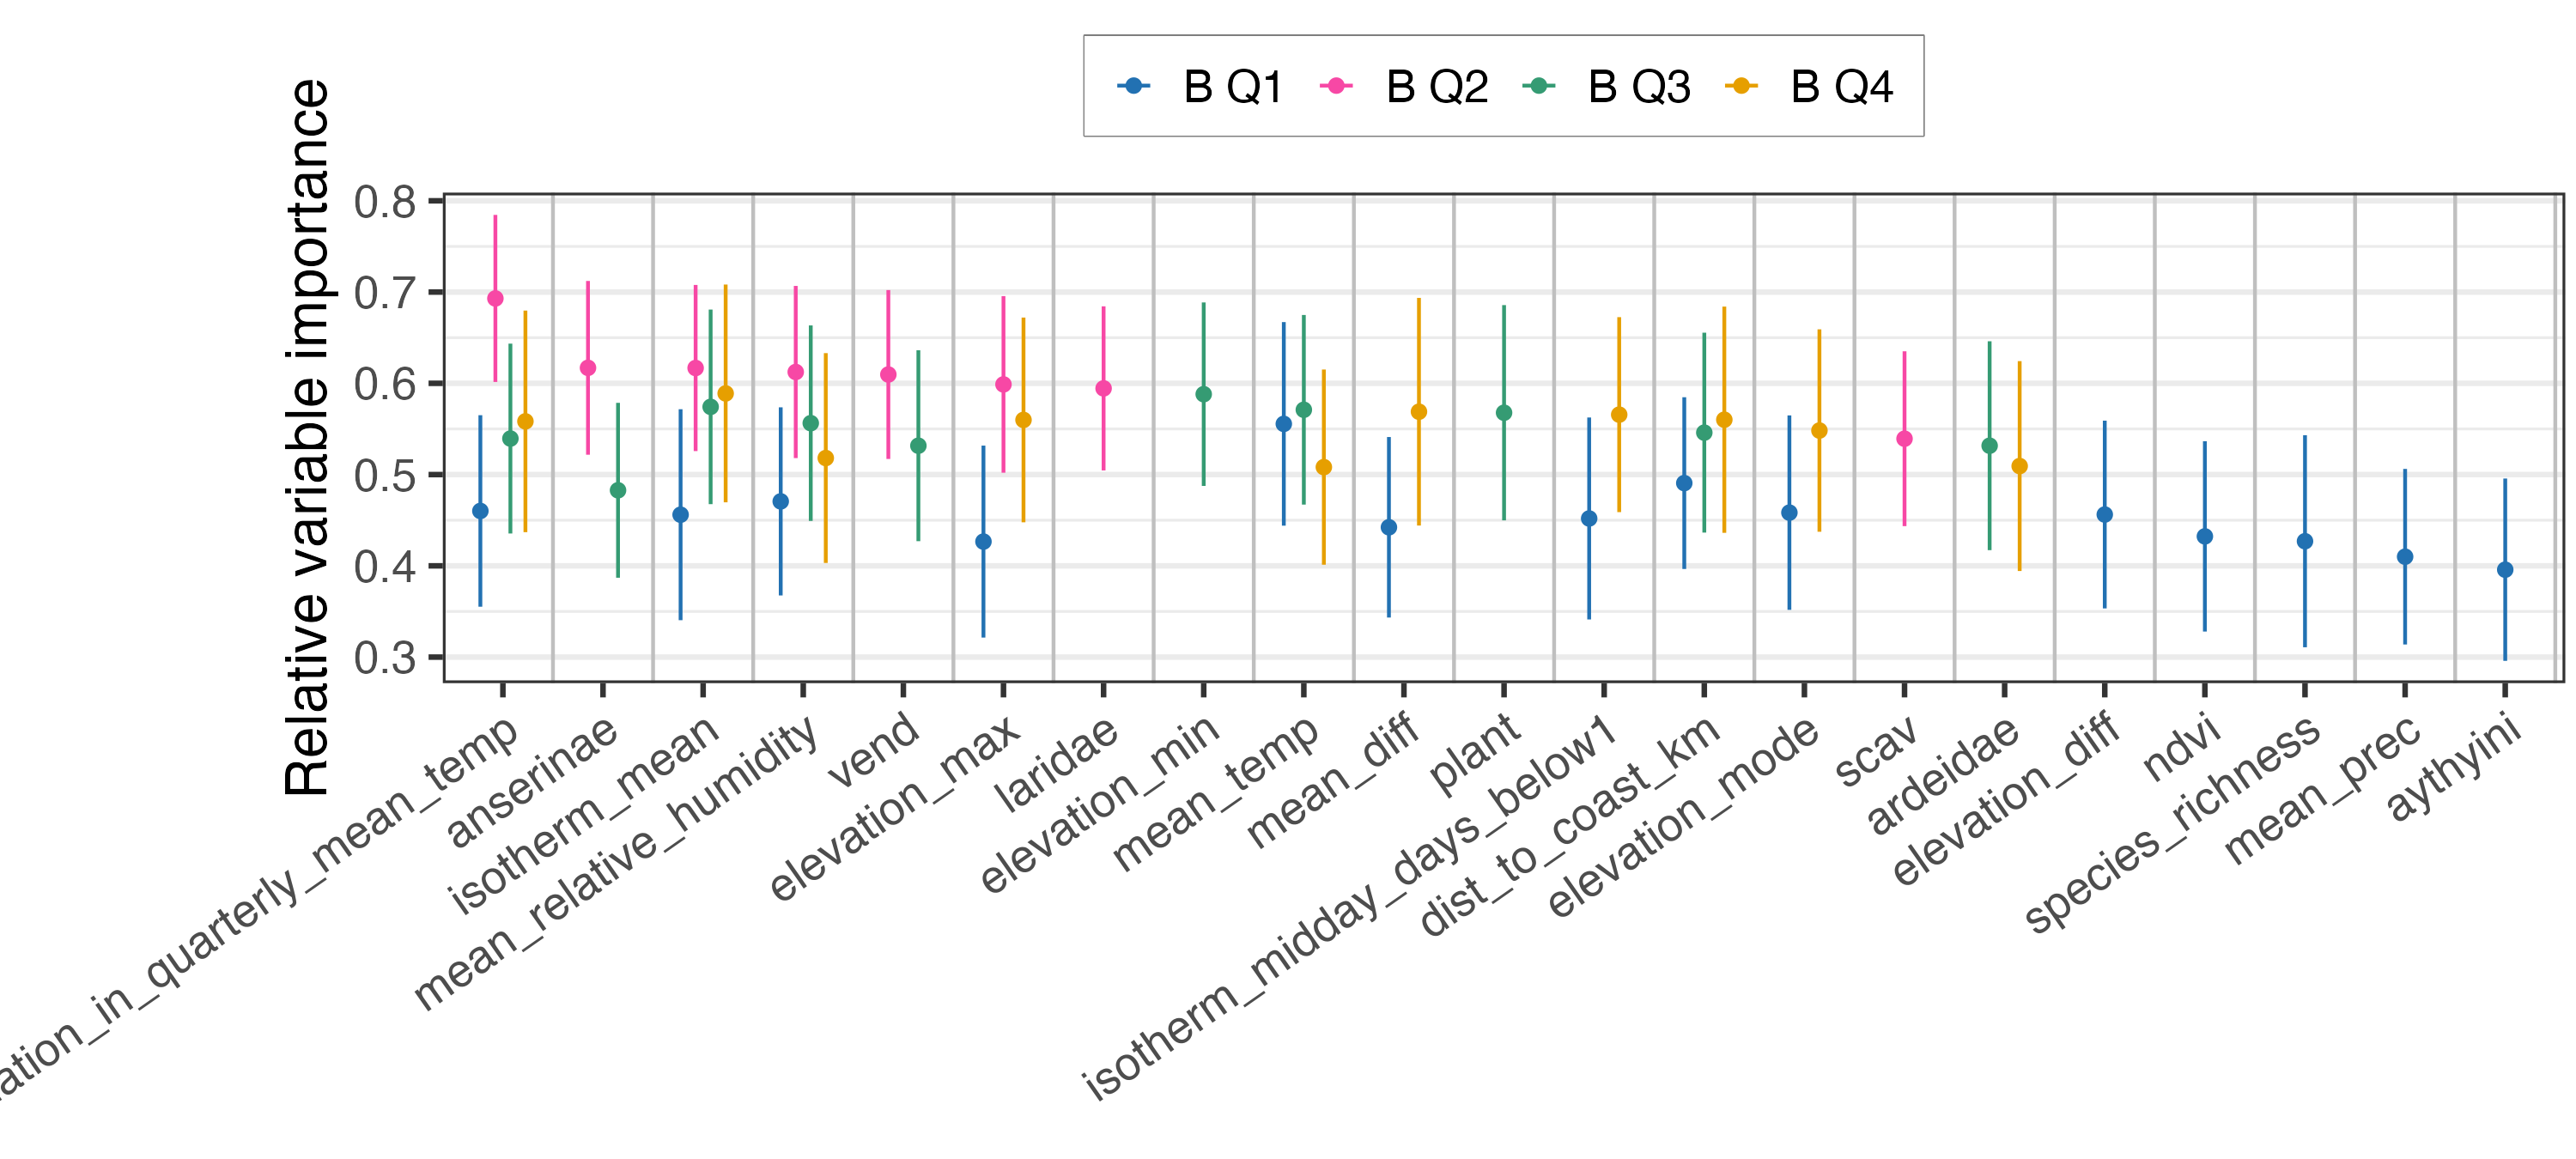 B Q1 B Q2 B Q3 B Q4
Relative variable importance
0.8
0.7
0.6
0.5
0.4
0.3
ation_in_quarterly_mean_temp
anserinae
isotherm_mean
mean_relative_humidity
vend
elevation_max
laridae
elevation_min
mean_temp
mean_diff
plant
isotherm_midday_days_below1
dist_to_coast_km
elevation_mode
scav
ardeidae
elevation_diff
ndvi
species_richness
mean_prec
aythyini